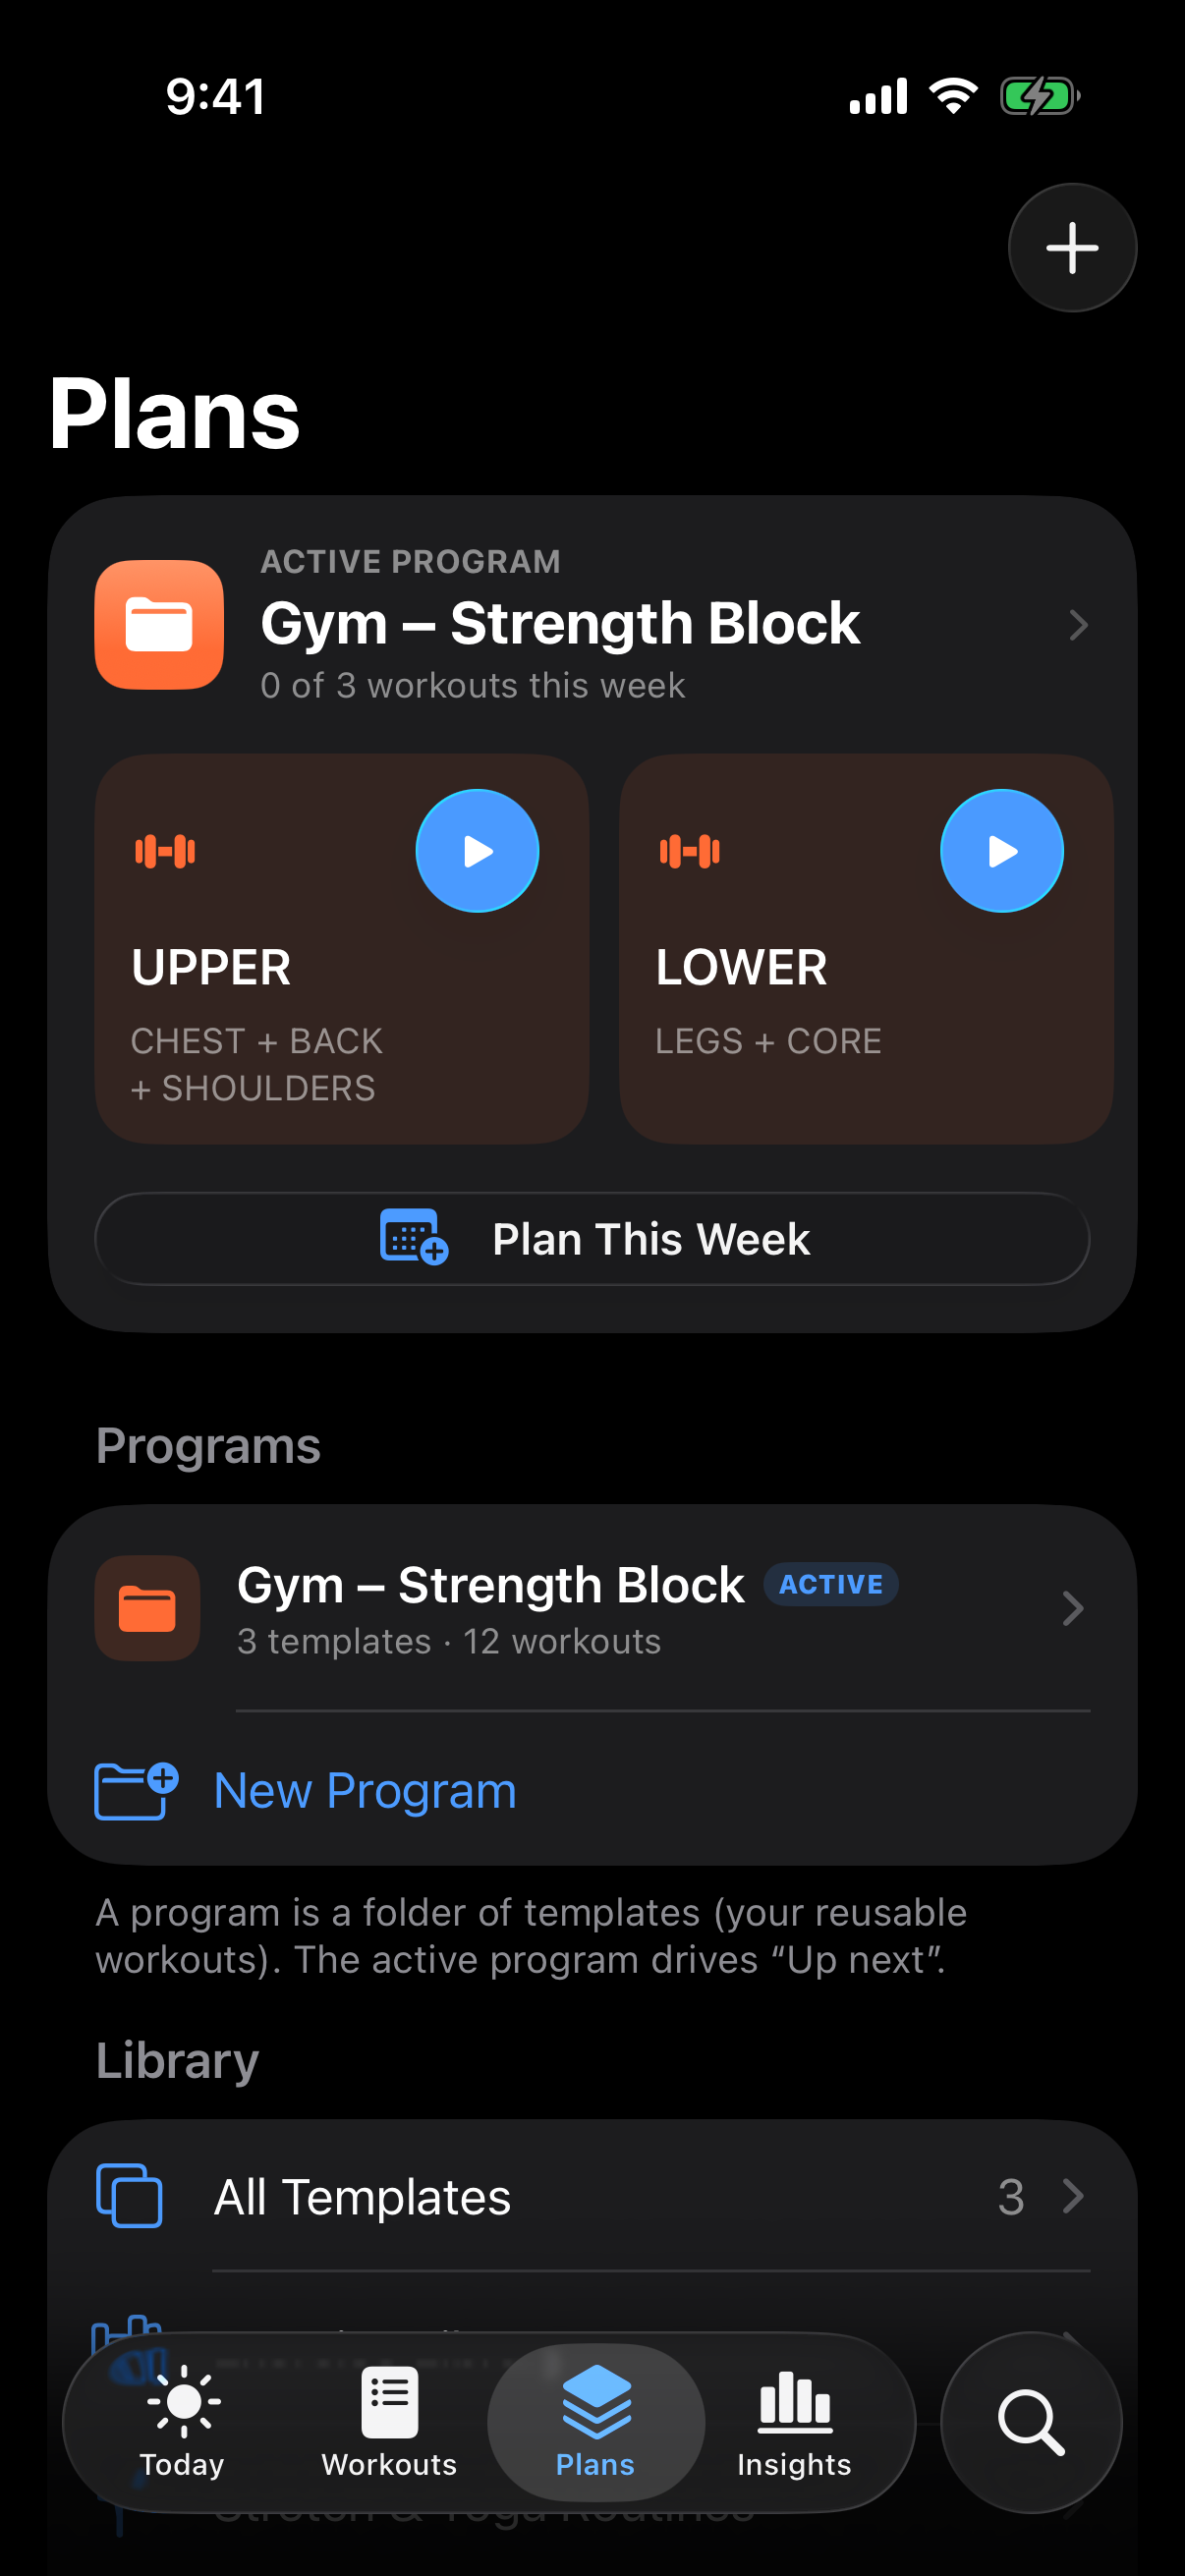 9:41
Plans
ACTIVE PROGRAM
Gym – Strength Block
0 of 3 workouts this week
UPPER
CHEST + BACK
+ SHOULDERS
LOWER
LEGS + CORE
Plan This Week
Programs
Gym – Strength Block ACTIVE
3 templates · 12 workouts
New Program
A program is a folder of templates (your reusable
workouts). The active program drives “Up next”.
Library
All Templates 3
Today
Workouts
Plans
Insights
Stretch & Yoga Routines